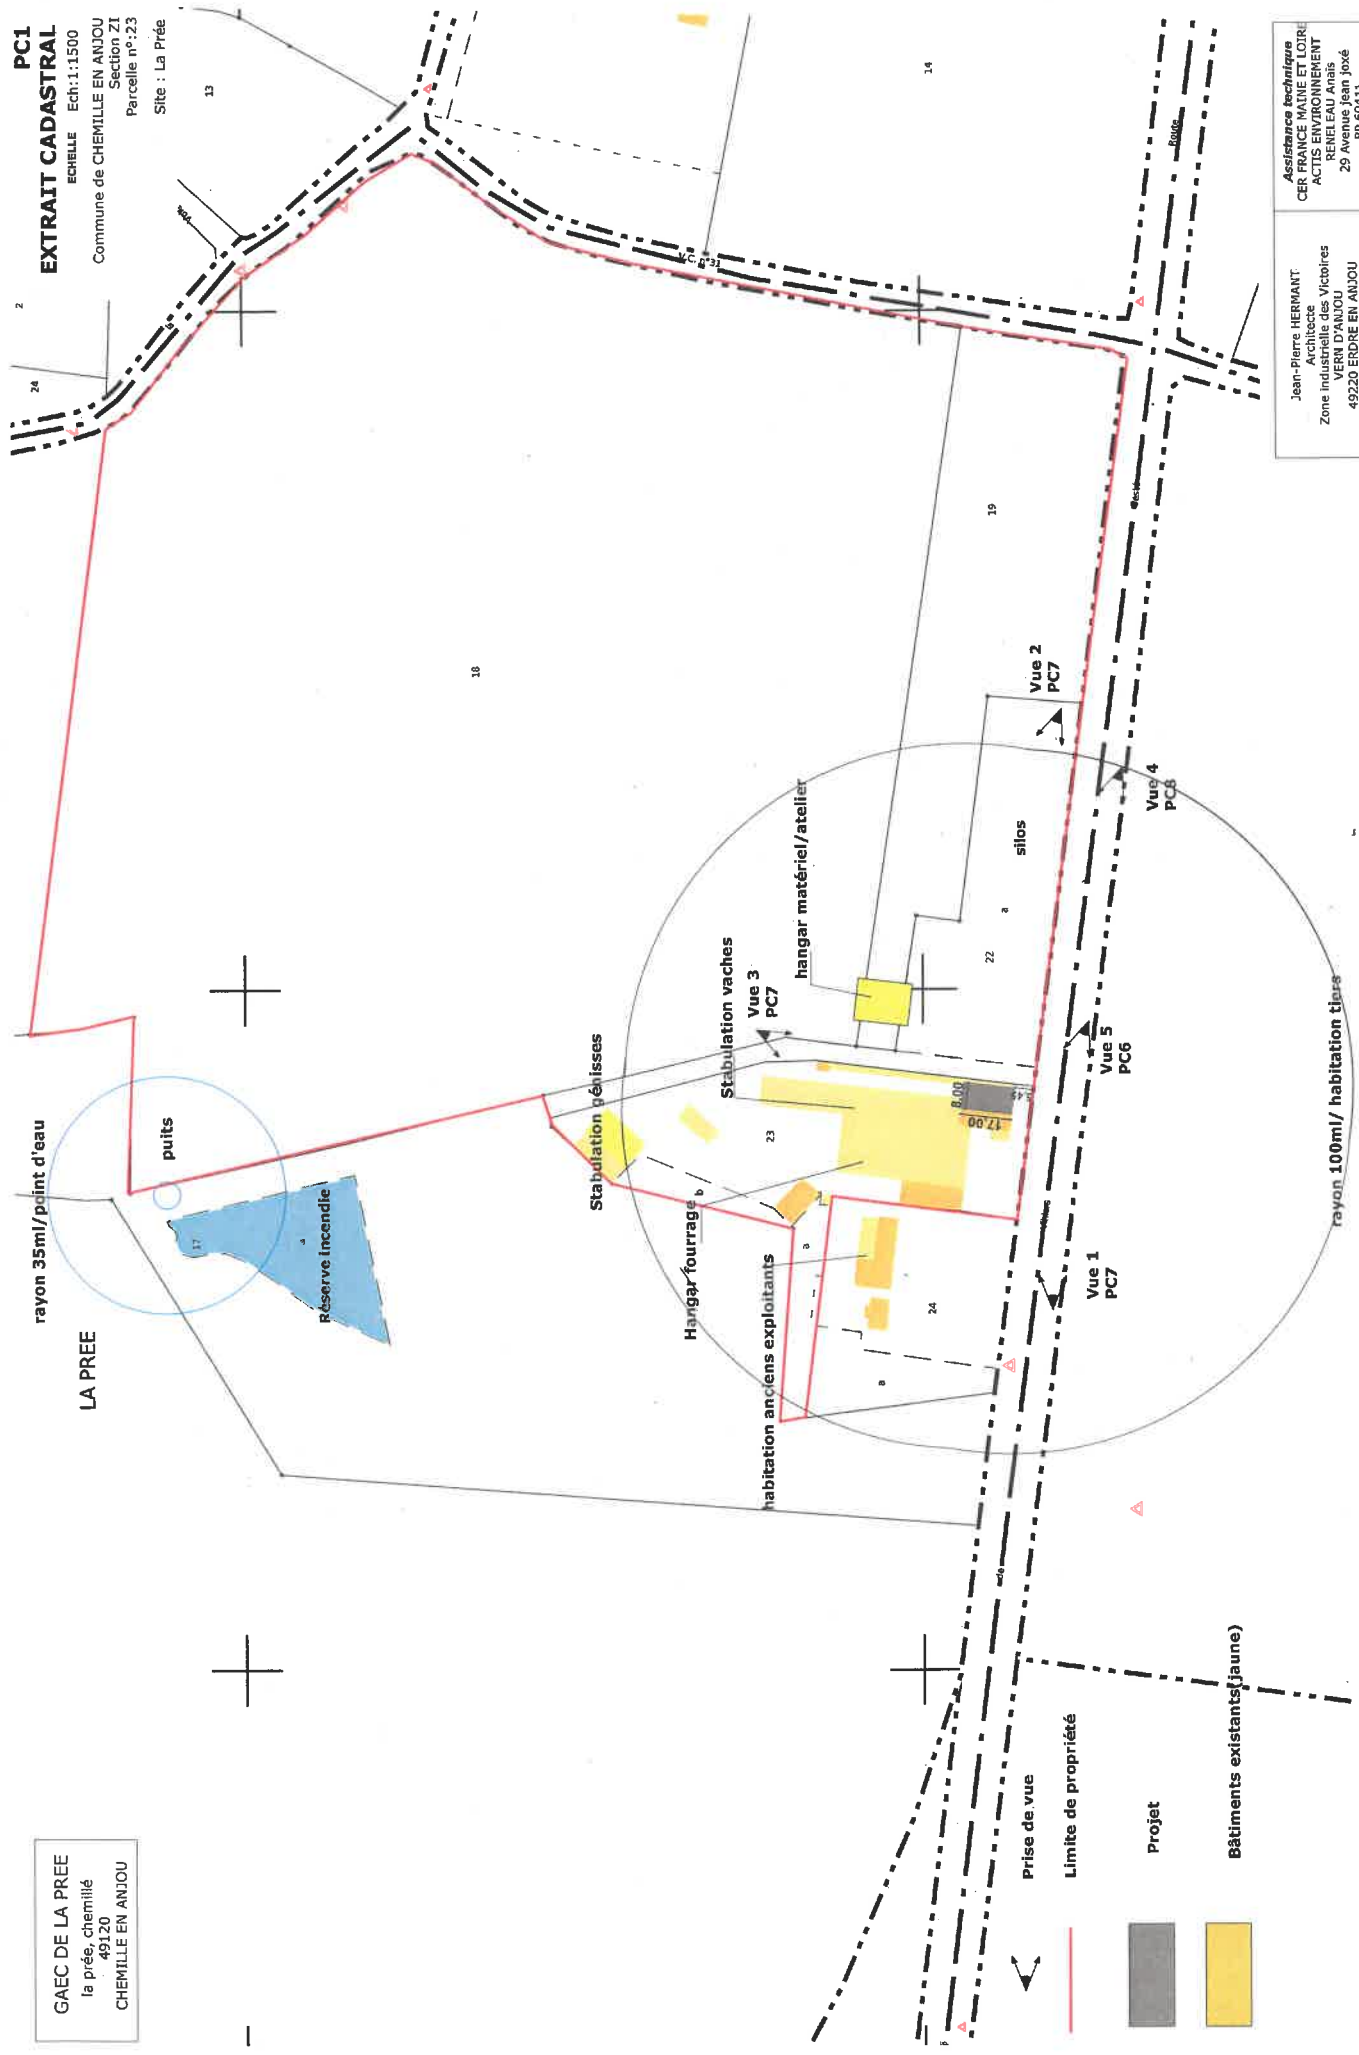 PC1
EXTRAIT CADASTRAL
ECHELLE Ech:1:1500
Commune de CHEMILLE EN ANJOU
Section ZI
Parcelle n°:23
Site : La Prée
GAEC DE LA PREE
la prée, chemillé
49120
CHEMILLE EN ANJOU
rayon 35ml/point d'eau
LA PREE
puits
17
Réserve incendie
2
24
13
14
18
19
V.C. n°31
Route
Stabulation génisses
Stabulation vaches
Vue 3
PC7
hangar matériel/atelier
Hangar fourrage
b
23
habitation anciens exploitants
a
24
a
8.00
17,00
22
a
silos
Vue 2
PC7
Vue 4
PC8
Vue 5
PC6
Vue 1
PC7
de
rayon 100ml/ habitation tiers
Prise de vue
Limite de propriété
Projet
Bâtiments existants(jaune)
Jean-Pierre HERMANT
Architecte
Zone industrielle des Victoires
VERN D'ANJOU
49220 ERDRE EN ANJOU
Assistance technique
CER FRANCE MAINE ET LOIRE
ACTIS ENVIRONNEMENT
RENELEAU Anaïs
29 Avenue jean joxé